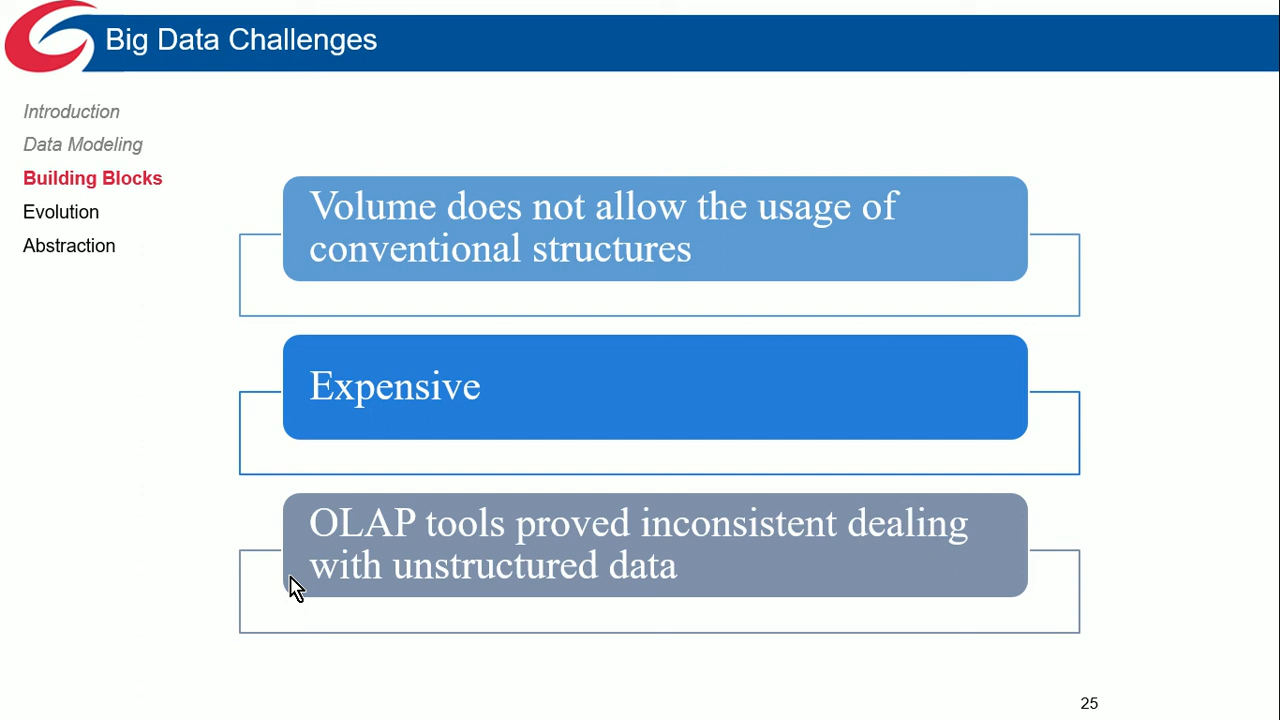 Big Data Challenges
Introduction
Data Modeling
Building Blocks
Evolution
Abstraction
Volume does not allow the usage of
conventional structures
Expensive
OLAP tools proved inconsistent dealing
with unstructured data
25